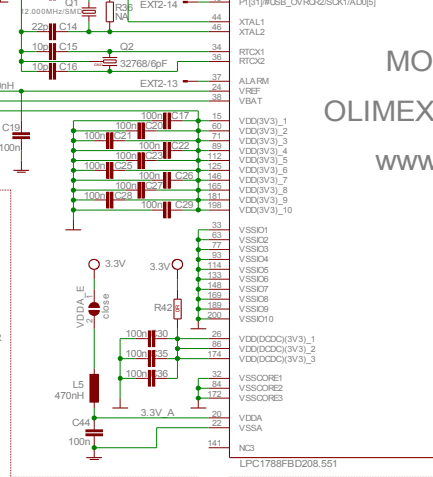 Q1
12.000MHz/SMD
R36
NA
EXT2-14
P1[31]/#USB_OVRCR2/SCK1/AD0[5]
44 XTAL1
46 XTAL2
22p C14
10p C15
10p C16
Q2
32768/6pF
34 RTCX1
36 RTCX2
EXT2-13
37 ALARM
24 VREF
38 VBAT
MO
OLIMEX
www
C19
100n
100n C17
100n C20
100n C21
100n C22
100n C23
100n C25
100n C26
100n C27
100n C28
100n C29
15 VDD(3V3)_1
60 VDD(3V3)_2
71 VDD(3V3)_3
89 VDD(3V3)_4
112 VDD(3V3)_5
125 VDD(3V3)_6
146 VDD(3V3)_7
165 VDD(3V3)_8
181 VDD(3V3)_9
198 VDD(3V3)_10
33 VSSIO1
63 VSSIO2
77 VSSIO3
93 VSSIO4
114 VSSIO5
133 VSSIO6
148 VSSIO7
169 VSSIO8
189 VSSIO9
200 VSSIO10
3.3V
3.3V
VDDA_E
1
2
close
R42
100n C30
100n C35
100n C36
26 VDD(DCDC)(3V3)_1
86 VDD(DCDC)(3V3)_2
174 VDD(DCDC)(3V3)_3
32 VSSCORE1
84 VSSCORE2
172 VSSCORE3
L5
470nH
3.3V_A
C44
100n
20 VDDA
22 VSSA
141 NC3
LPC1788FBD208.551